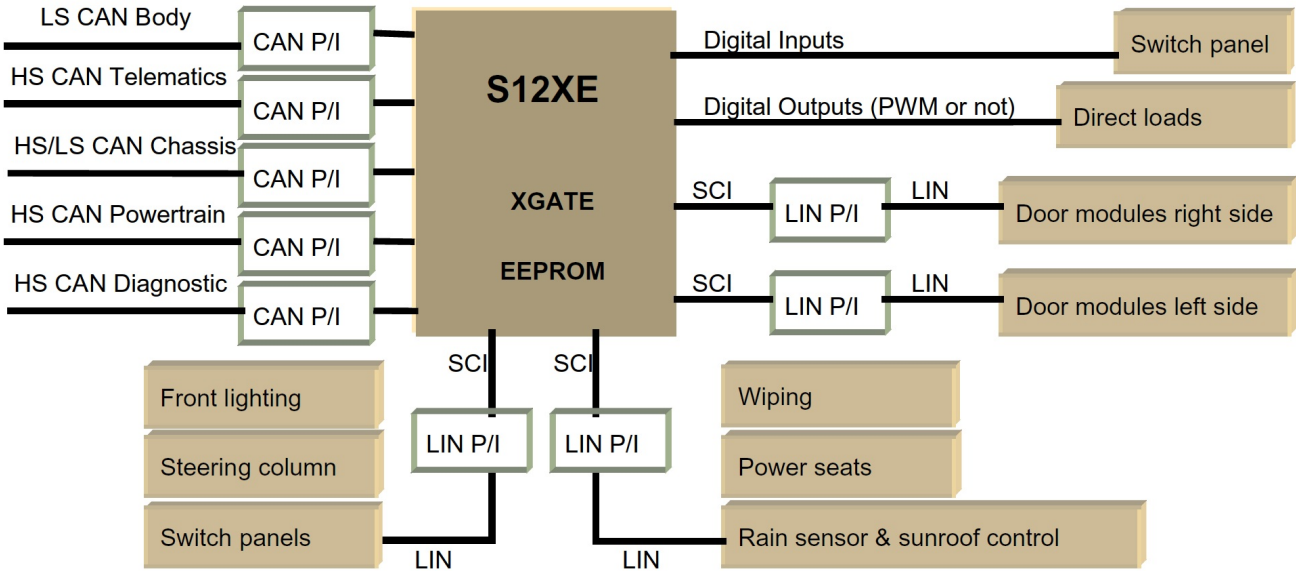 LS CAN Body
CAN P/I
HS CAN Telematics
CAN P/I
HS/LS CAN Chassis
CAN P/I
HS CAN Powertrain
CAN P/I
HS CAN Diagnostic
CAN P/I
S12XE
XGATE
EEPROM
Digital Inputs
Switch panel
Digital Outputs (PWM or not)
Direct loads
SCI
LIN P/I
LIN
Door modules right side
SCI
LIN P/I
LIN
Door modules left side
SCI
LIN P/I
LIN
Front lighting
Steering column
Switch panels
SCI
LIN P/I
LIN
Wiping
Power seats
Rain sensor & sunroof control